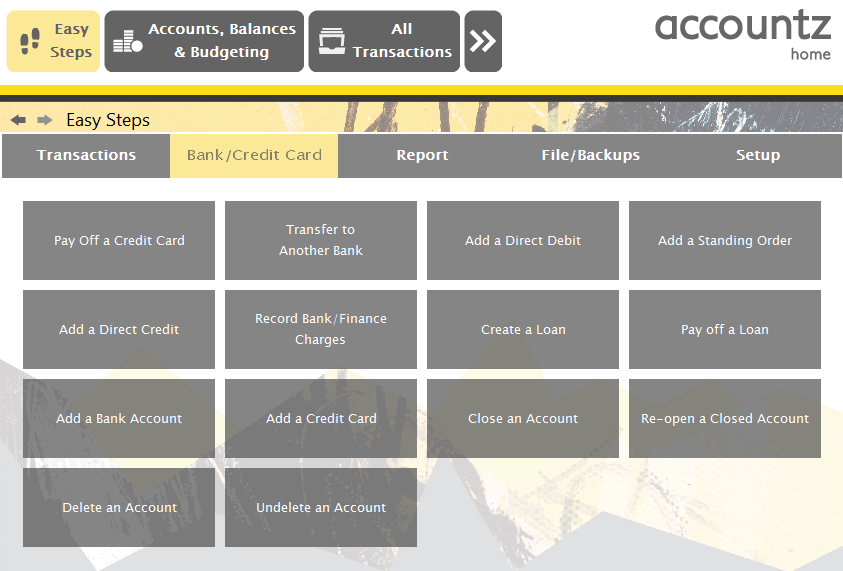 Easy
Steps
Accounts, Balances
& Budgeting
All
Transactions
accountz
home
Easy Steps
Transactions
Bank/Credit Card
Report
File/Backups
Setup
Pay Off a Credit Card
Transfer to
Another Bank
Add a Direct Debit
Add a Standing Order
Add a Direct Credit
Record Bank/Finance
Charges
Create a Loan
Pay off a Loan
Add a Bank Account
Add a Credit Card
Close an Account
Re-open a Closed Account
Delete an Account
Undelete an Account